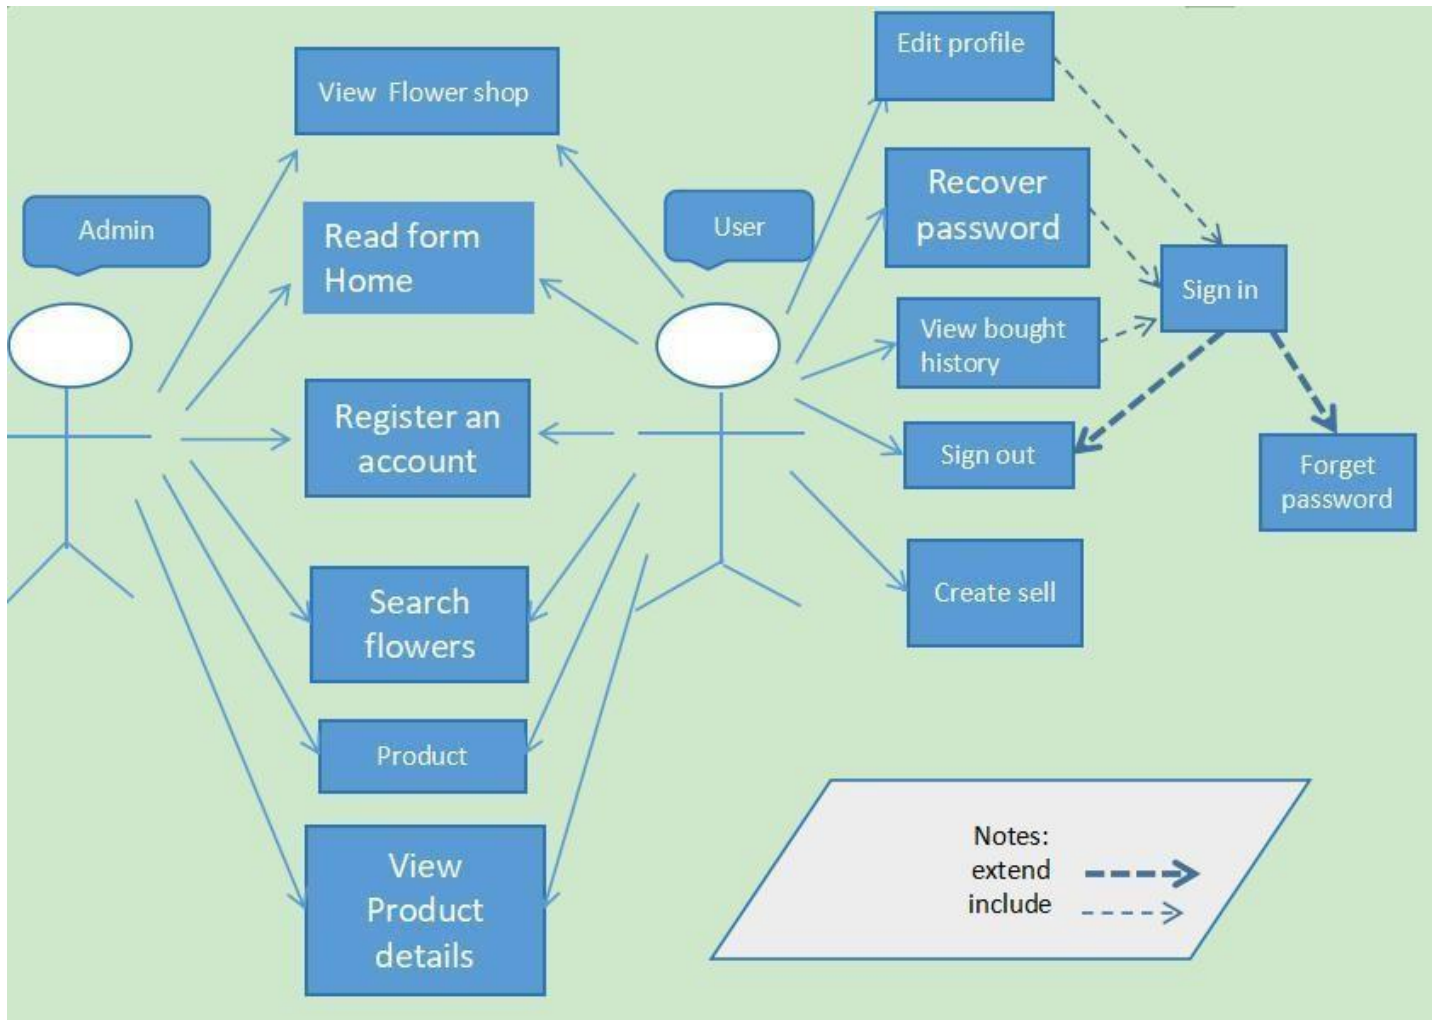 View Flower shop
Admin
Read form
Home
Register an
account
Search
flowers
Product
View
Product
details
User
Edit profile
Recover
password
View bought
history
Sign out
Create sell
Sign in
Forget
password
Notes:
extend
include